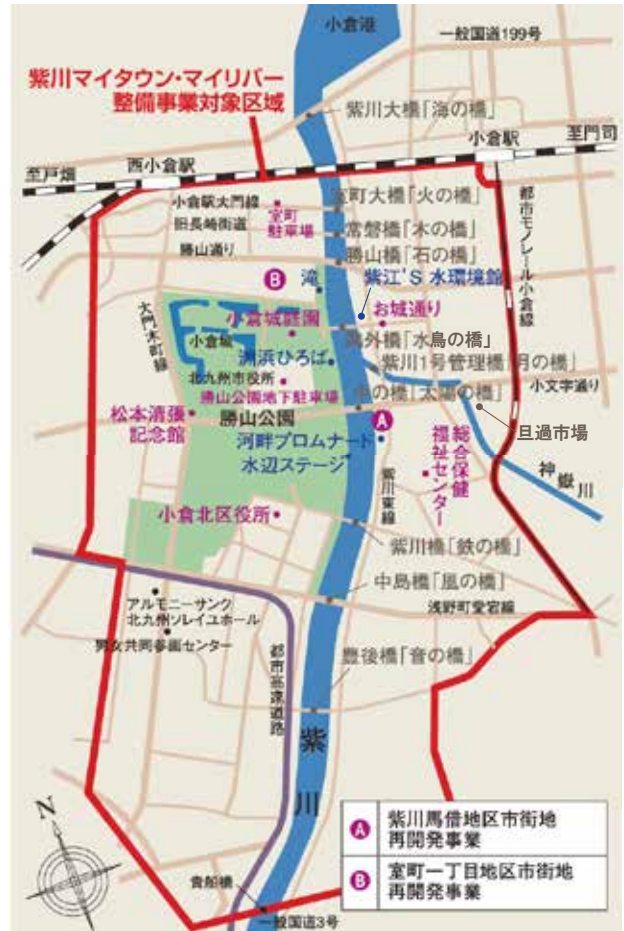 小倉港
一般国道199号
紫川マイタウン・マイリバー
整備事業対象区域
紫川大橋「海の橋」
小倉駅
至門司
至戸畑
西小倉駅
小倉駅大門線
室町大橋「火の橋」
旧長崎街道
室町
駐車場
常盤橋「木の橋」
都市モノレール小倉線
勝山通り
勝山橋「石の橋」
B
滝
紫江'S 水環境館
お城通り
大門木町線
小倉城庭園
小倉城
鷗外橋「水鳥の橋」
洲浜ひろば
紫川1号管理橋「月の橋」
北九州市役所
小文字通り
勝山公園地下駐車場
中の橋「太陽の橋」
松本清張
記念館
勝山公園
A
旦過市場
河畔プロムナード
水辺ステージ
総合保健
福祉センター
神嶽川
紫川東線
小倉北区役所
紫川橋「鉄の橋」
中島橋「風の橋」
アルモニーサンク
北九州ソレイユホール
浅野町愛宕線
男女共同参画センター
都市高速道路
豊後橋「音の橋」
紫川
N
A
紫川馬借地区市街地
再開発事業
B
室町一丁目地区市街地
再開発事業
貴船橋
一般国道3号